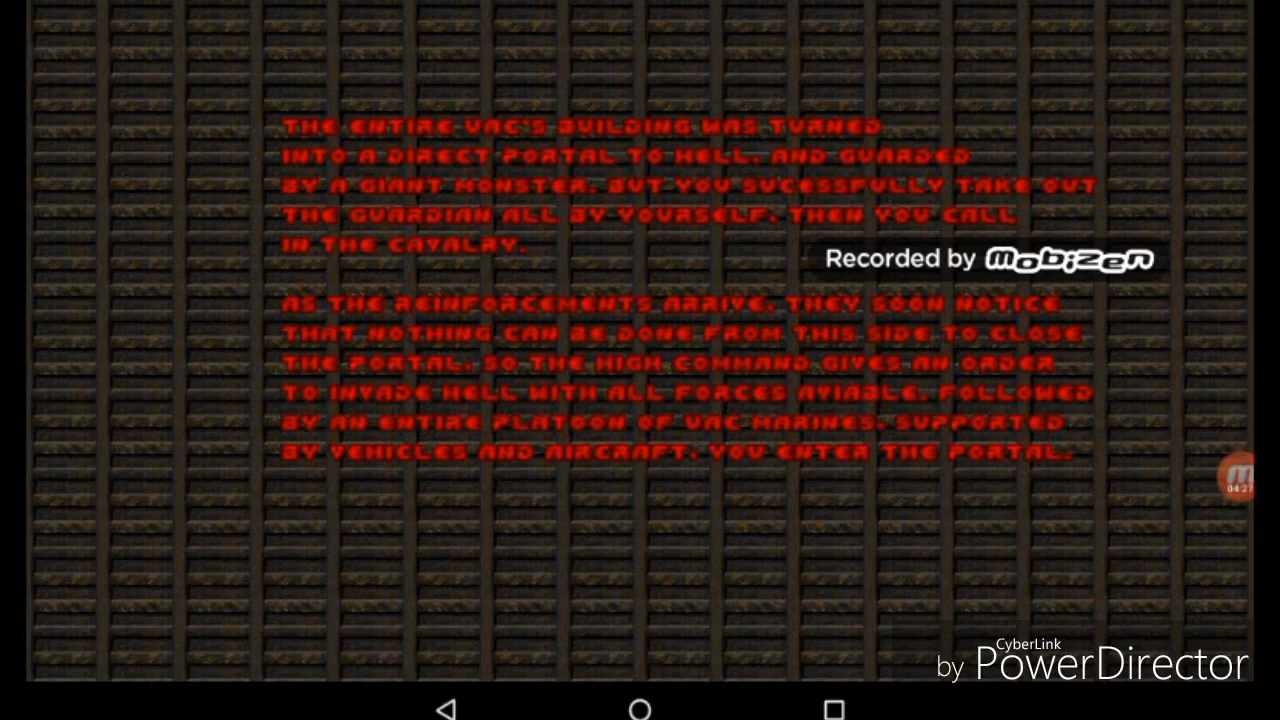 THE ENTIRE UAC'S BUILDING WAS TURNED
INTO A DIRECT PORTAL TO HELL, AND GUARDED
BY A GIANT MONSTER. BUT YOU SUCESSFULLY TAKE OUT
THE GUARDIAN ALL BY YOURSELF. THEN YOU CALL
IN THE CAVALRY.
Recorded by mobizen
AS THE REINFORCEMENTS ARRIVE, THEY SOON NOTICE
THAT NOTHING CAN BE DONE FROM THIS SIDE TO CLOSE
THE PORTAL. SO THE HIGH COMMAND GIVES AN ORDER
TO INVADE HELL WITH ALL FORCES AVIABLE. FOLLOWED
BY AN ENTIRE PLATOON OF UAC MARINES, SUPPORTED
BY VEHICLES AND AIRCRAFT, YOU ENTER THE PORTAL.
04:27
CyberLink
by PowerDirector